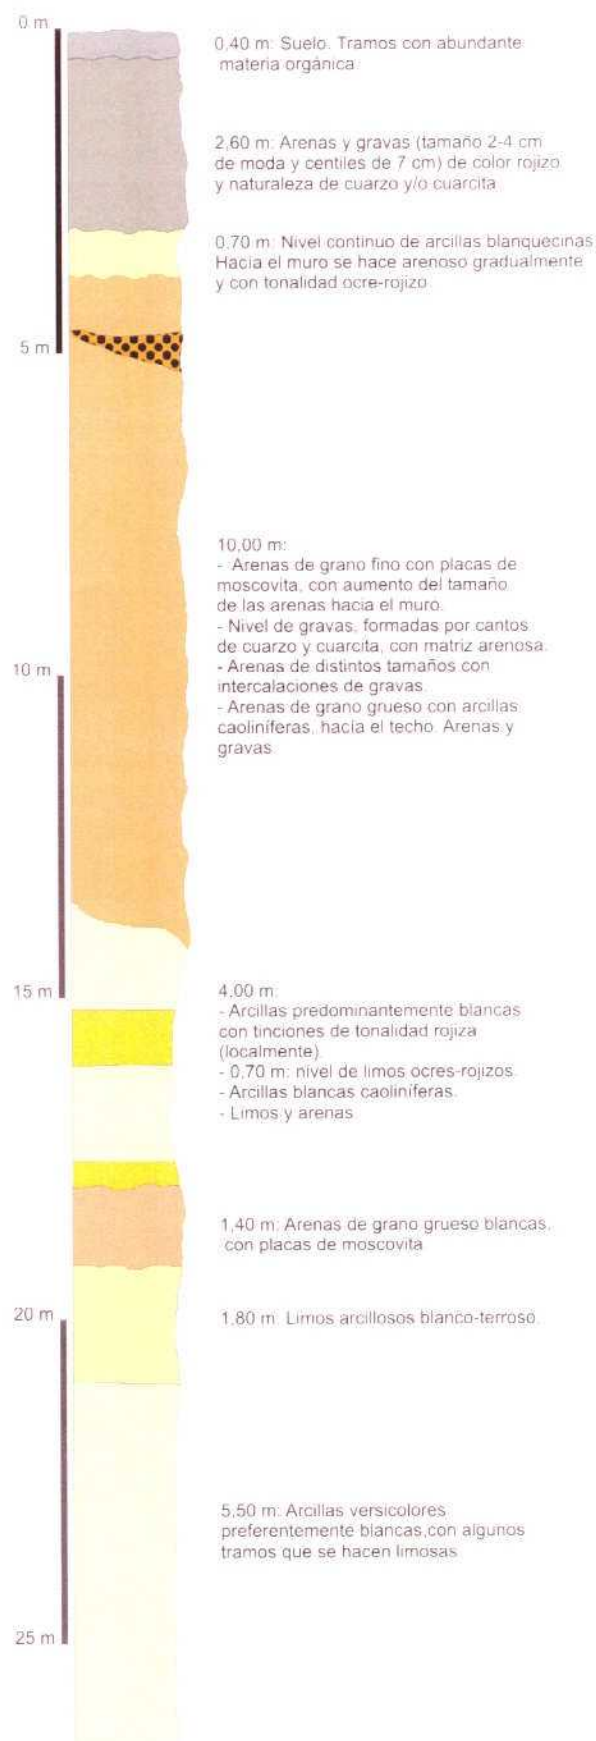 0 m
0,40 m: Suelo. Tramos con abundante
materia orgánica.
2,60 m: Arenas y gravas (tamaño 2-4 cm
de moda y centiles de 7 cm) de color rojizo
y naturaleza de cuarzo y/o cuarcita
0,70 m: Nivel continuo de arcillas blanquecinas
Hacia el muro se hace arenoso gradualmente
y con tonalidad ocre-rojizo.
5 m
10,00 m:
- Arenas de grano fino con placas de
moscovita, con aumento del tamaño
de las arenas hacia el muro.
- Nivel de gravas, formadas por cantos
de cuarzo y cuarcita, con matriz arenosa.
- Arenas de distintos tamaños con
intercalaciones de gravas.
- Arenas de grano grueso con arcillas
caoliníferas, hacia el techo. Arenas y
gravas.
10 m
15 m
4,00 m:
- Arcillas predominantemente blancas
con tinciones de tonalidad rojiza
(localmente).
- 0,70 m: nivel de limos ocres-rojizos.
- Arcillas blancas caoliníferas.
- Limos y arenas
1,40 m: Arenas de grano grueso blancas,
con placas de moscovita
20 m
1,80 m: Limos arcillosos blanco-terroso.
5,50 m: Arcillas versicolores
preferentemente blancas,con algunos
tramos que se hacen limosas
25 m